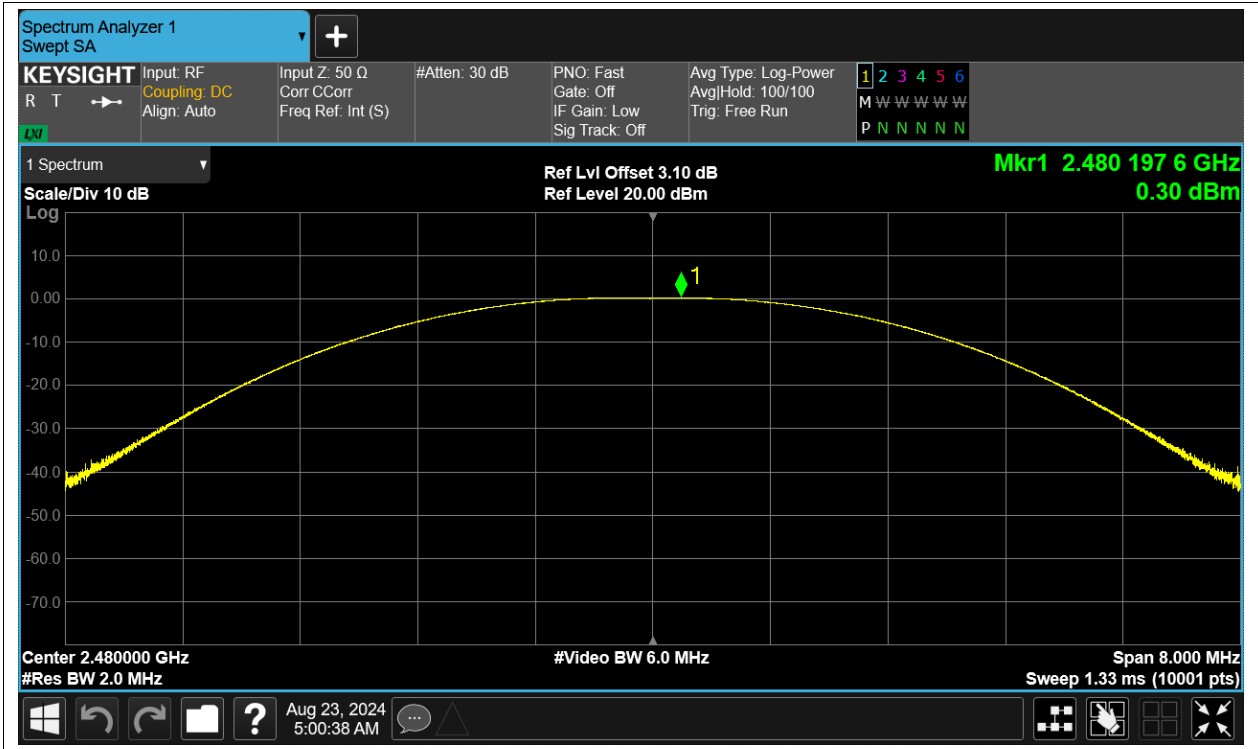 Spectrum Analyzer 1
Swept SA
+
KEYSIGHT
R T
LXI
Input: RF
Coupling: DC
Align: Auto
Input Z: 50 Ω
Corr CCorr
Freq Ref: Int (S)
#Atten: 30 dB
PNO: Fast
Gate: Off
IF Gain: Low
Sig Track: Off
Avg Type: Log-Power
Avg|Hold: 100/100
Trig: Free Run
1 2 3 4 5 6
M W W W W W
P N N N N N
1 Spectrum
Scale/Div 10 dB
Log
Ref Lvl Offset 3.10 dB
Ref Level 20.00 dBm
Mkr1 2.480 197 6 GHz
0.30 dBm
1
10.0
0.00
-10.0
-20.0
-30.0
-40.0
-50.0
-60.0
-70.0
Center 2.480000 GHz
#Res BW 2.0 MHz
#Video BW 6.0 MHz
Span 8.000 MHz
Sweep 1.33 ms (10001 pts)
?
Aug 23, 2024
5:00:38 AM